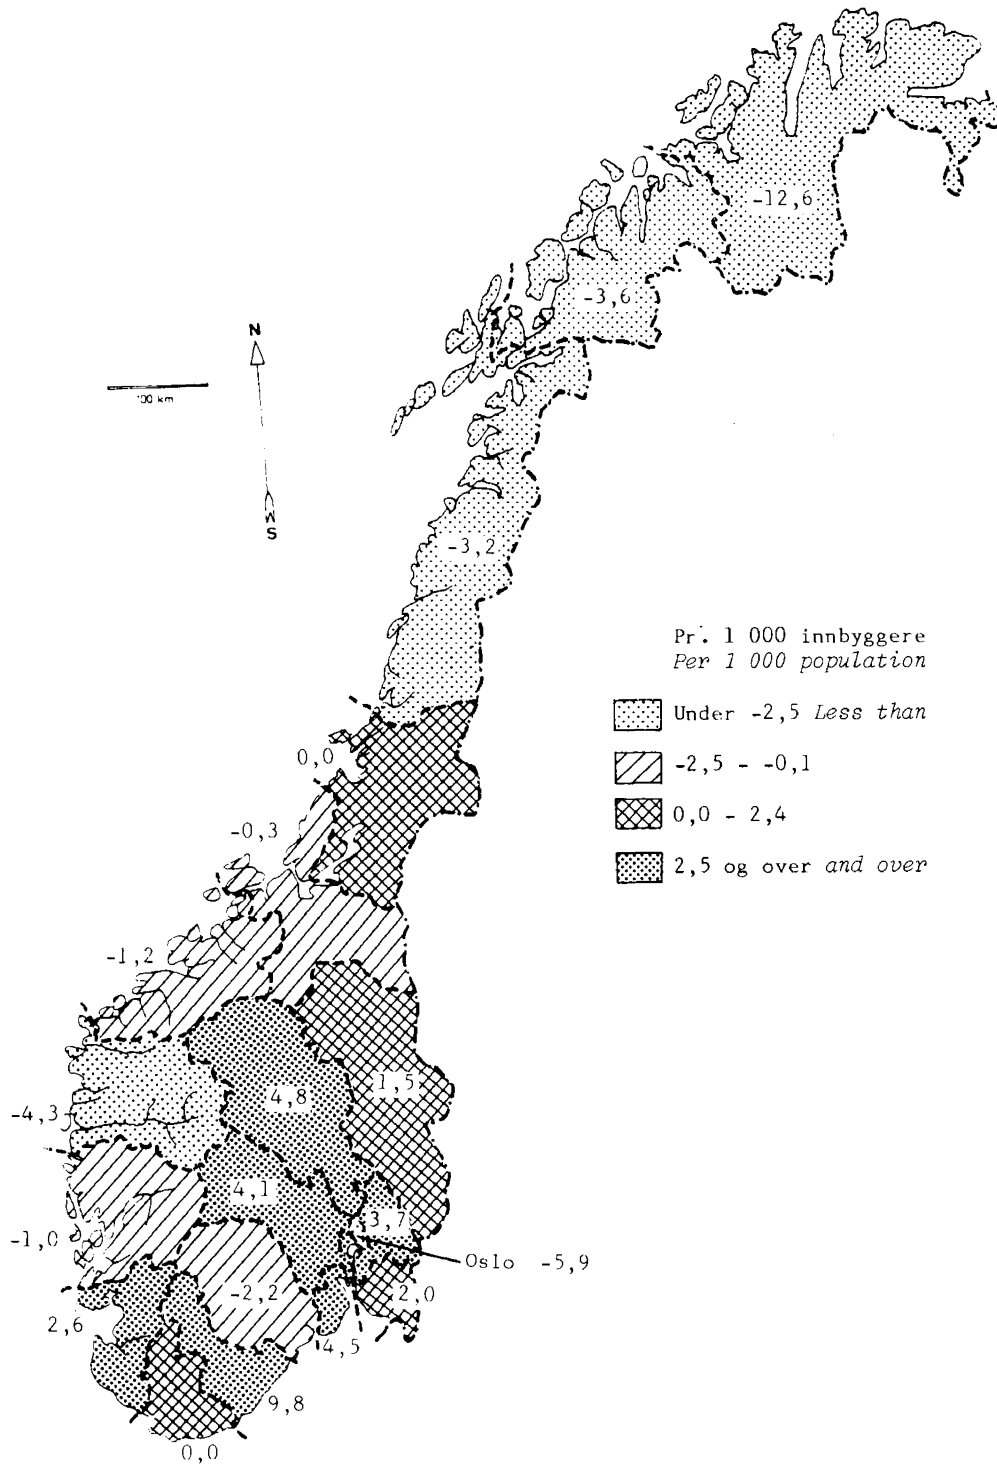 -12,6
-3,6
N
100 km
S
-3,2
Pr. 1 000 innbyggere
Per 1 000 population
Under -2,5 Less than
-2,5 - -0,1
0,0 - 2,4
2,5 og over and over
0,0
-0,3
-1,2
1,5
4,8
-4,3
4,1
3,7
-1,0
Oslo -5,9
-2,2
2,0
2,6
4,5
9,8
0,0